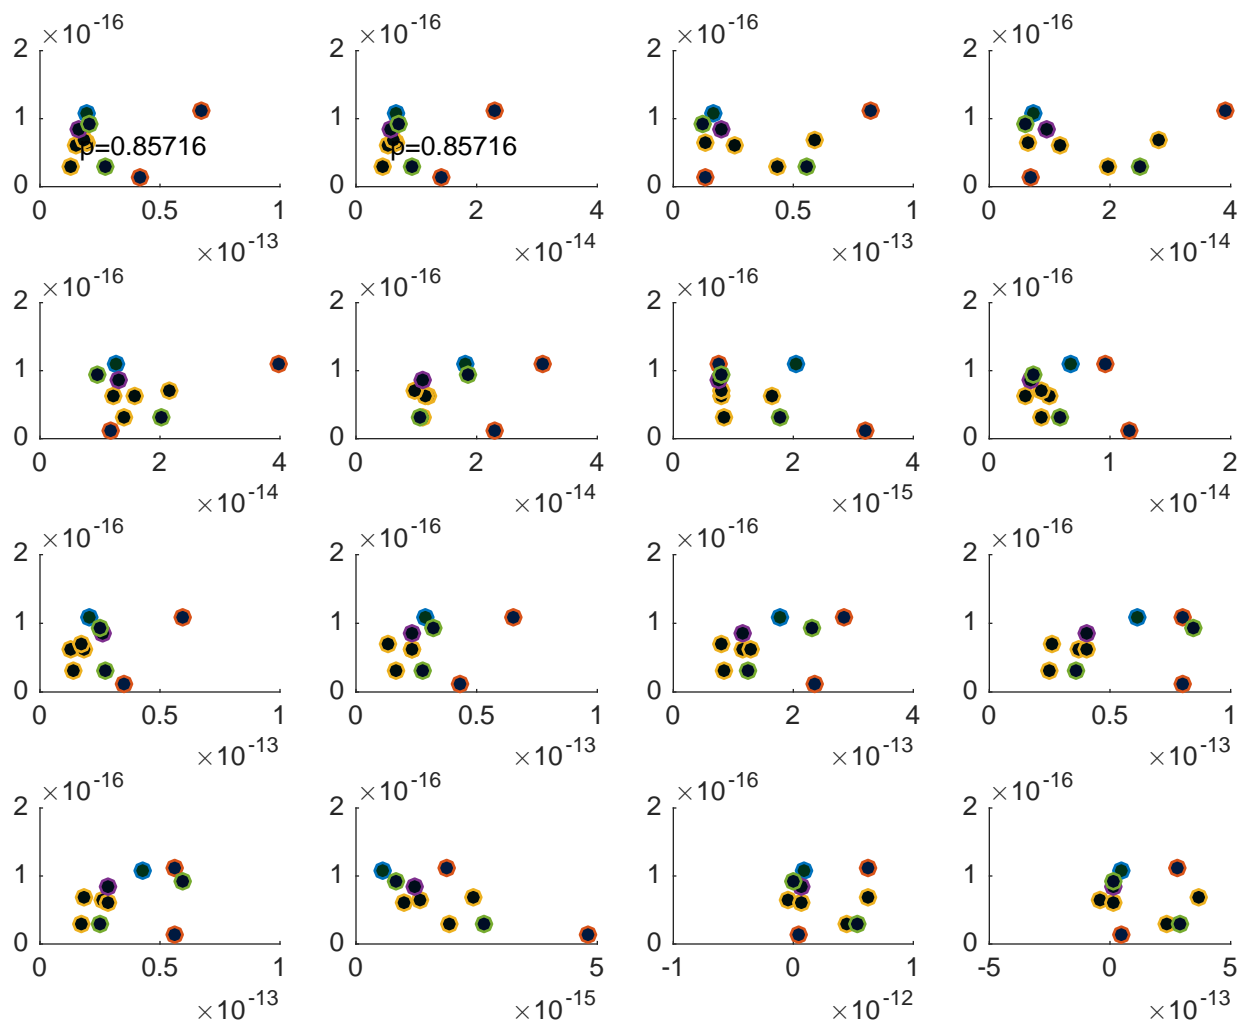 ×10-16 ×10-16 ×10-16 ×10-16
2 2 2 2
1 1 1 1
p=0.85716 p=0.85716
0 0 0 0
0 0.5 1 0 2 4 0 0.5 1 0 2 4
×10-13 ×10-14 ×10-13 ×10-14
×10-16 ×10-16 ×10-16 ×10-16
2 2 2 2
1 1 1 1
0 0 0 0
0 2 4 0 2 4 0 2 4 0 1 2
×10-14 ×10-14 ×10-15 ×10-14
×10-16 ×10-16 ×10-16 ×10-16
2 2 2 2
1 1 1 1
0 0 0 0
0 0.5 1 0 0.5 1 0 2 4 0 0.5 1
×10-13 ×10-13 ×10-13 ×10-13
×10-16 ×10-16 ×10-16 ×10-16
2 2 2 2
1 1 1 1
0 0 0 0
0 0.5 1 0 5 -1 0 1 -5 0 5
×10-13 ×10-15 ×10-12 ×10-13